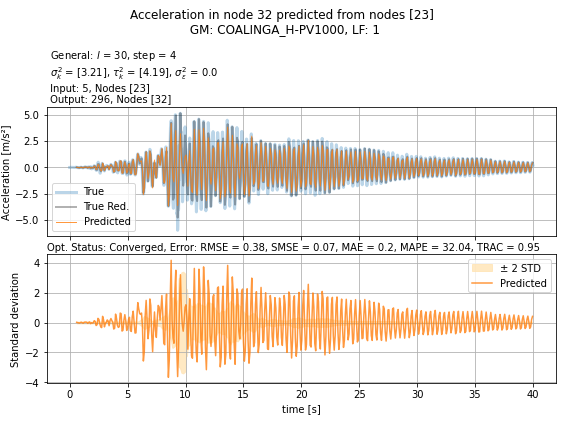 Acceleration in node 32 predicted from nodes [23]
GM: COALINGA_H-PV1000, LF: 1
General: l = 30, step = 4
σ²ₖ = [3.21], τ²ₖ = [4.19], σ²ᵣ = 0.0
Input: 5, Nodes [23]
Output: 296, Nodes [32]
5.0
2.5
0.0
−2.5
−5.0
Acceleration [m/s²]
True
True Red.
Predicted
Opt. Status: Converged, Error: RMSE = 0.38, SMSE = 0.07, MAE = 0.2, MAPE = 32.04, TRAC = 0.95
4
2
0
−2
−4
Standard deviation
± 2 STD
Predicted
0 5 10 15 20 25 30 35 40
time [s]